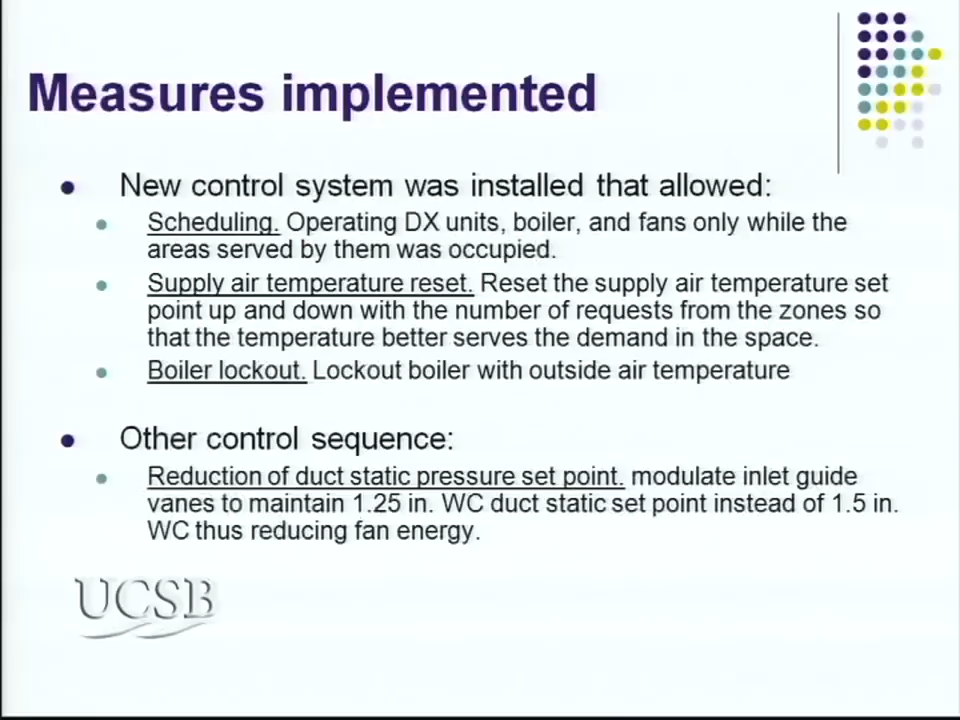 Measures implemented
New control system was installed that allowed:
Scheduling. Operating DX units, boiler, and fans only while the
areas served by them was occupied.
Supply air temperature reset. Reset the supply air temperature set
point up and down with the number of requests from the zones so
that the temperature better serves the demand in the space.
Boiler lockout. Lockout boiler with outside air temperature
Other control sequence:
Reduction of duct static pressure set point. modulate inlet guide
vanes to maintain 1.25 in. WC duct static set point instead of 1.5 in.
WC thus reducing fan energy.
UCSB